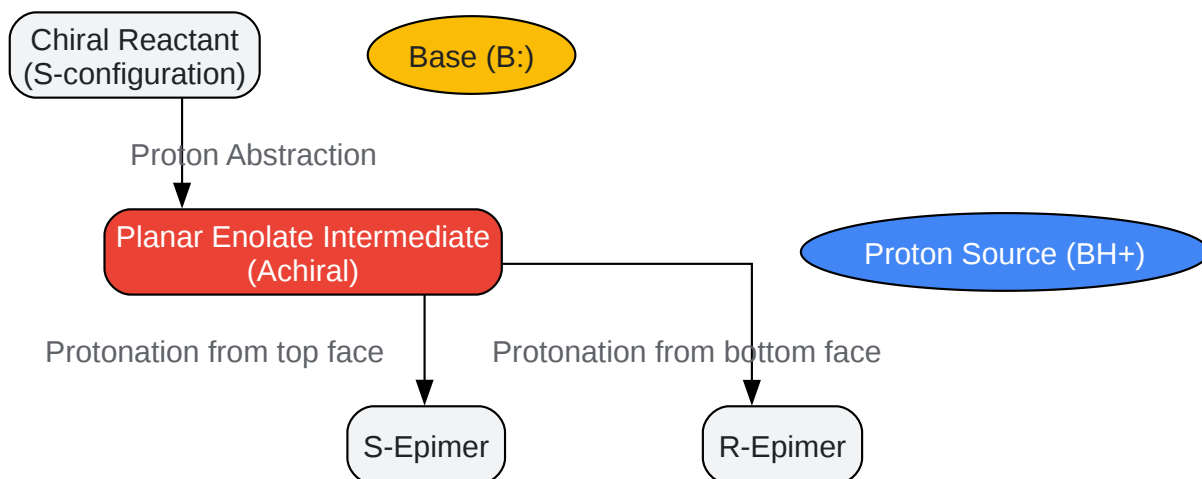 Chiral Reactant
(S-configuration)
Base (B:)
Proton Abstraction
Planar Enolate Intermediate
(Achiral)
Proton Source (BH+)
Protonation from top face
Protonation from bottom face
S-Epimer
R-Epimer